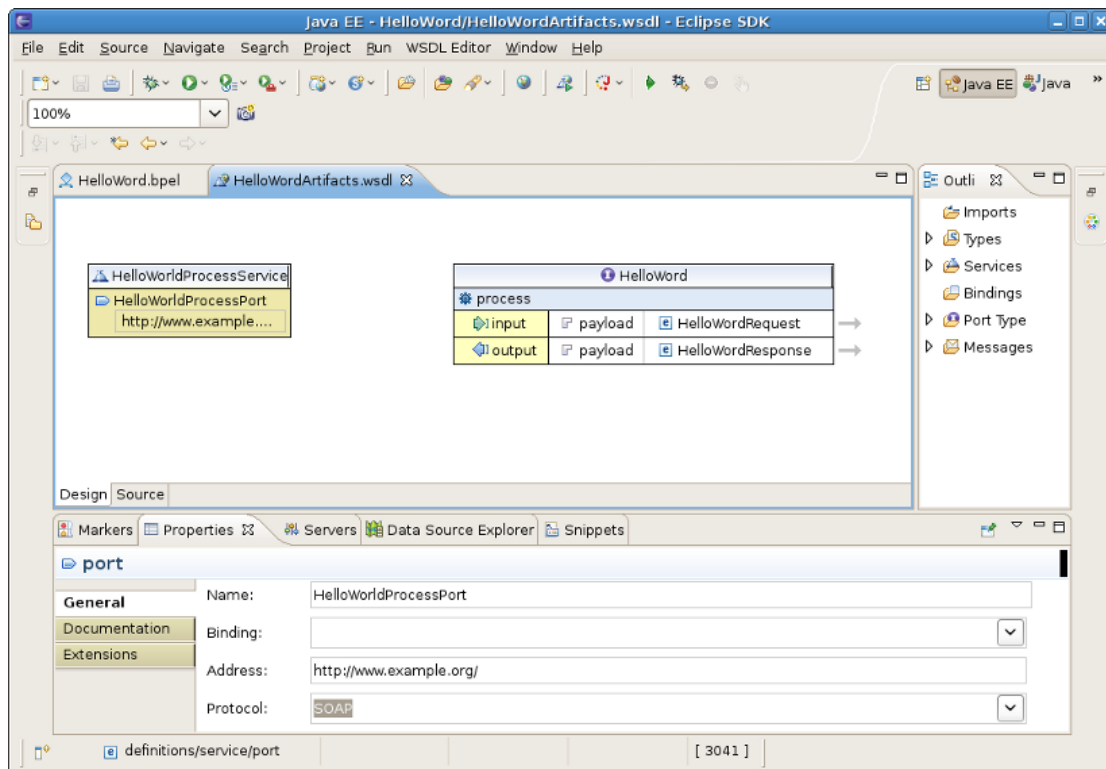 Java EE - HelloWord/HelloWordArtifacts.wsdl - Eclipse SDK
File Edit Source Navigate Search Project Run WSDL Editor Window Help
Java EE Java »
100%
HelloWord.bpel HelloWordArtifacts.wsdl Outli
Imports
Types
Services
Bindings
Port Type
Messages
HelloWorldProcessService
HelloWorldProcessPort
http://www.example....
HelloWord
process
input payload HelloWordRequest
output payload HelloWordResponse
Design Source
Markers Properties Servers Data Source Explorer Snippets
port
General
Documentation
Extensions
Name: HelloWorldProcessPort
Binding:
Address: http://www.example.org/
Protocol: SOAP
definitions/service/port [ 3041 ]